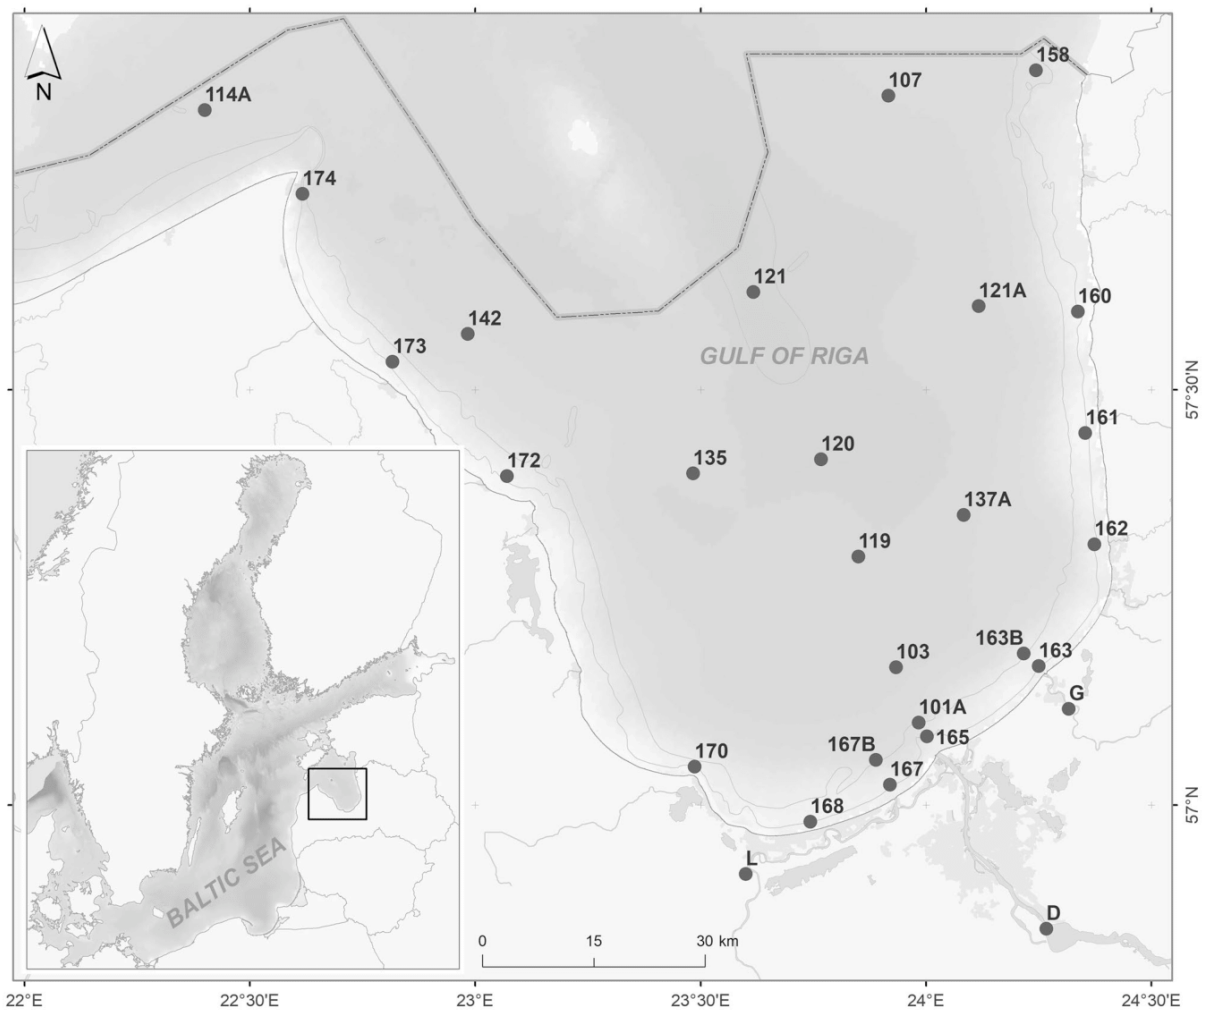 N
114A
158
107
174
121
121A
160
142
173
GULF OF RIGA
57°30'N
161
172
135
120
137A
119
162
103
163B
163
G
101A
165
167B
170
167
57°N
168
L
D
BALTIC SEA
0 15 30 km
22°E 22°30'E 23°E 23°30'E 24°E 24°30'E